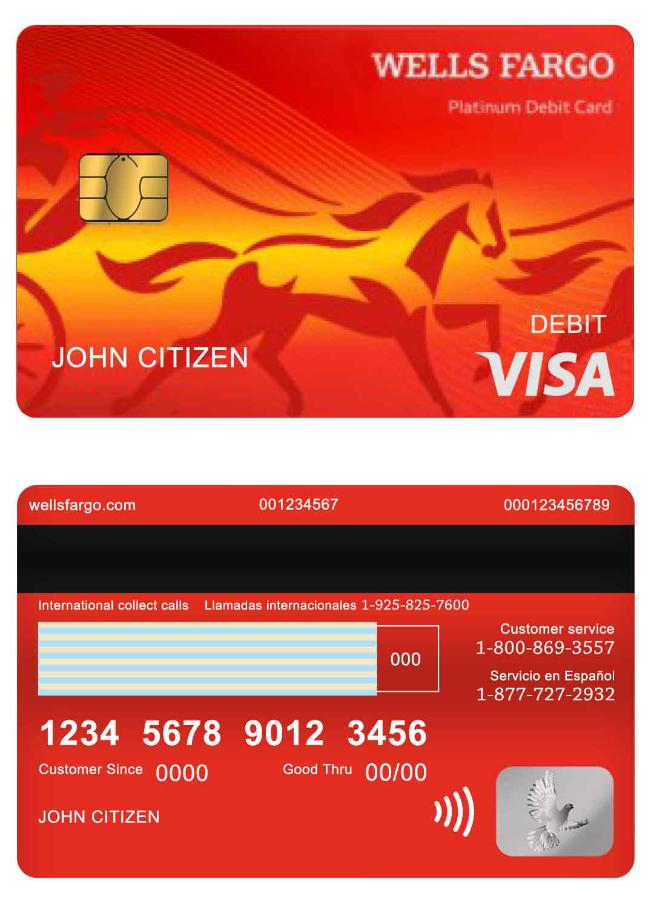 WELLS FARGO
Platinum Debit Card
DEBIT
JOHN CITIZEN
VISA
wellsfargo.com 001234567 000123456789
International collect calls Llamadas internacionales 1-925-825-7600
Customer service
000
1-800-869-3557
Servicio en Español
1-877-727-2932
1234 5678 9012 3456
Customer Since 0000 Good Thru 00/00
JOHN CITIZEN